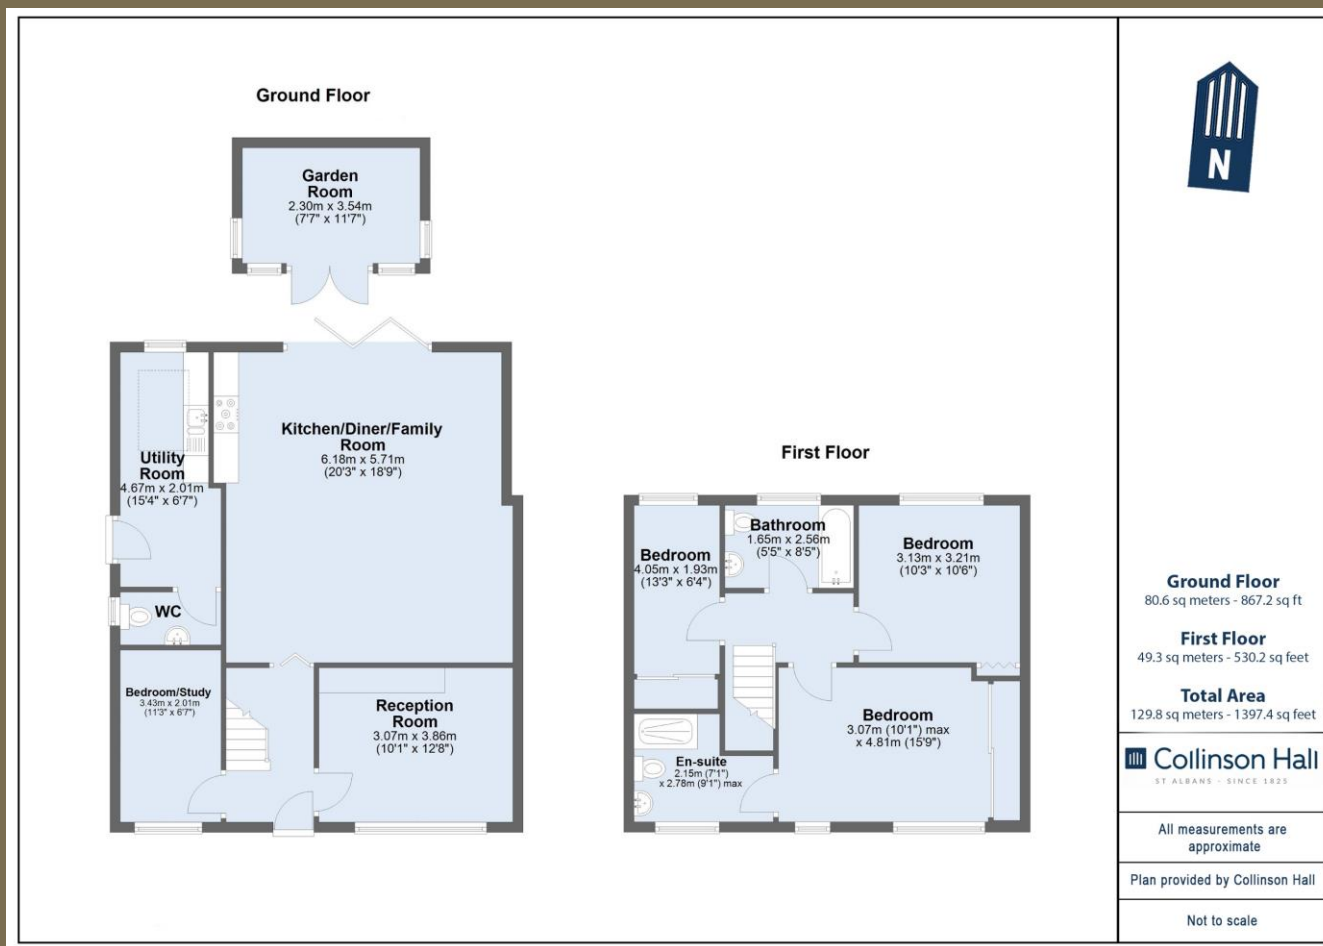 Ground Floor
Garden
Room
2.30m x 3.54m
(7'7" x 11'7")
Kitchen/Diner/Family
Room
6.18m x 5.71m
(20'3" x 18'9")
Utility
Room
4.67m x 2.01m
(15'4" x 6'7")
WC
Bedroom/Study
3.43m x 2.01m
(11'3" x 6'7")
Reception
Room
3.07m x 3.86m
(10'1" x 12'8")
First Floor
Bedroom
4.05m x 1.93m
(13'3" x 6'4")
Bathroom
1.65m x 2.56m
(5'5" x 8'5")
Bedroom
3.13m x 3.21m
(10'3" x 10'6")
En-suite
2.15m (7'1")
x 2.78m (9'1") max
Bedroom
3.07m (10'1") max
x 4.81m (15'9")
N
Ground Floor
80.6 sq meters - 867.2 sq ft
First Floor
49.3 sq meters - 530.2 sq feet
Total Area
129.8 sq meters - 1397.4 sq feet
Collinson Hall
ST ALBANS - SINCE 1825
All measurements are
approximate
Plan provided by Collinson Hall
Not to scale